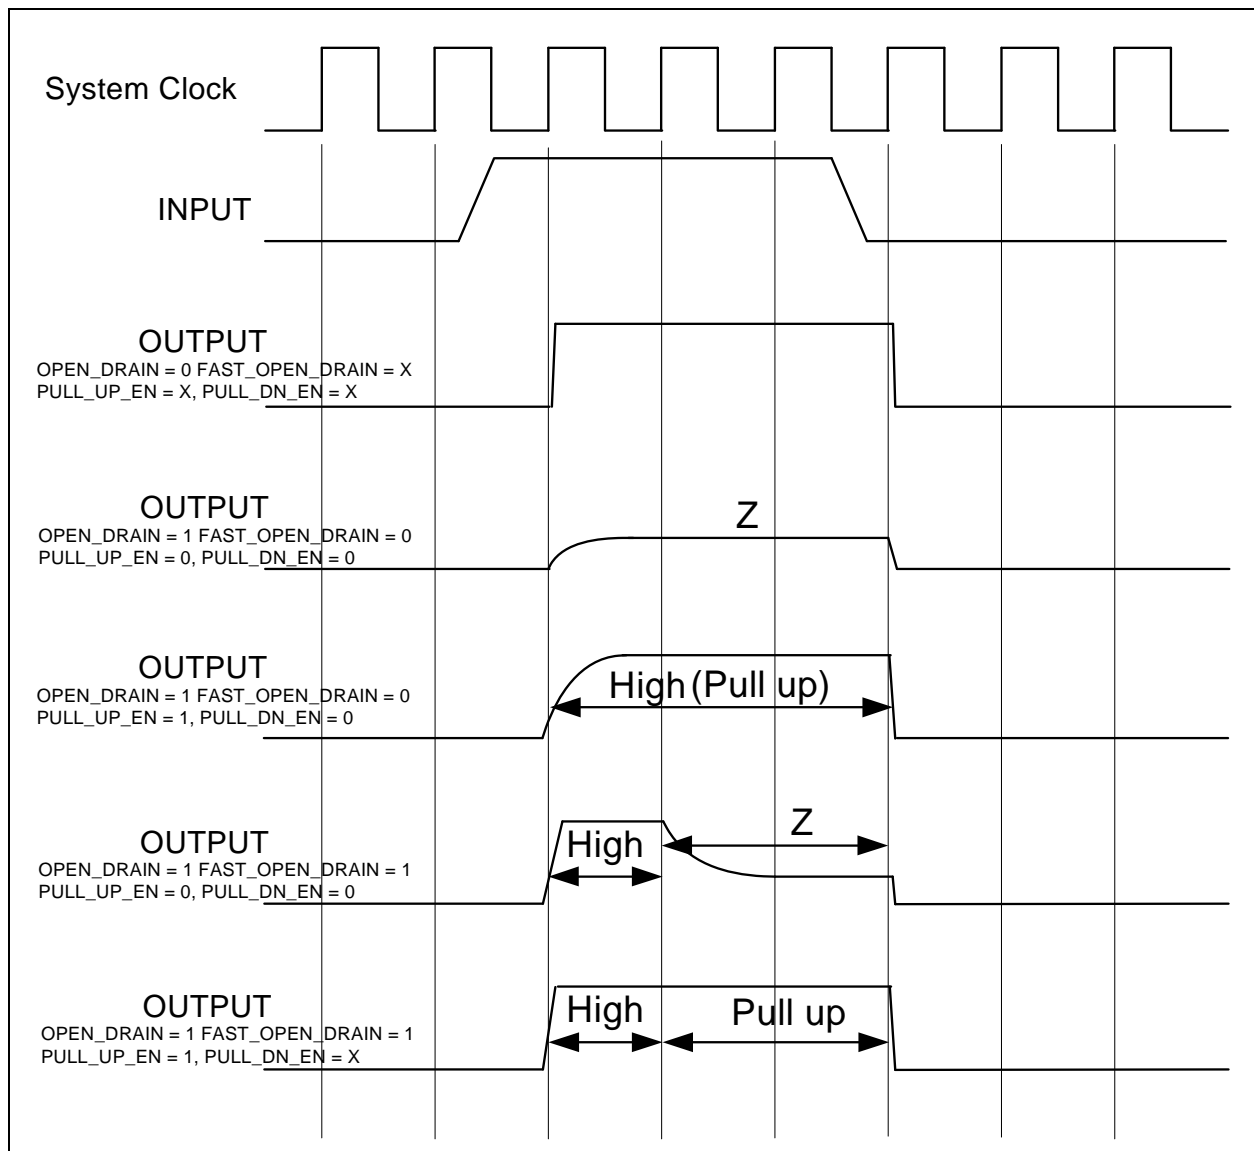 System Clock
INPUT
OUTPUT
OPEN_DRAIN = 0 FAST_OPEN_DRAIN = X
PULL_UP_EN = X, PULL_DN_EN = X
OUTPUT
OPEN_DRAIN = 1 FAST_OPEN_DRAIN = 0
PULL_UP_EN = 0, PULL_DN_EN = 0
Z
OUTPUT
OPEN_DRAIN = 1 FAST_OPEN_DRAIN = 0
PULL_UP_EN = 1, PULL_DN_EN = 0
High (Pull up)
OUTPUT
OPEN_DRAIN = 1 FAST_OPEN_DRAIN = 1
PULL_UP_EN = 0, PULL_DN_EN = 0
High
Z
OUTPUT
OPEN_DRAIN = 1 FAST_OPEN_DRAIN = 1
PULL_UP_EN = 1, PULL_DN_EN = X
High
Pull up